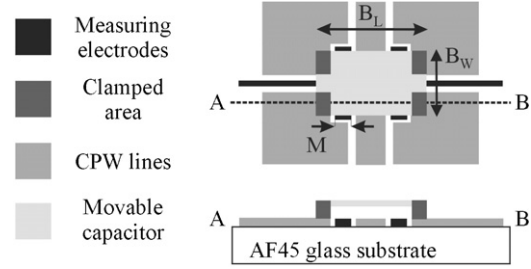 Measuring
electrodes
Clamped
area
CPW lines
Movable
capacitor
B_L
B_W
A
B
M
A
B
AF45 glass substrate